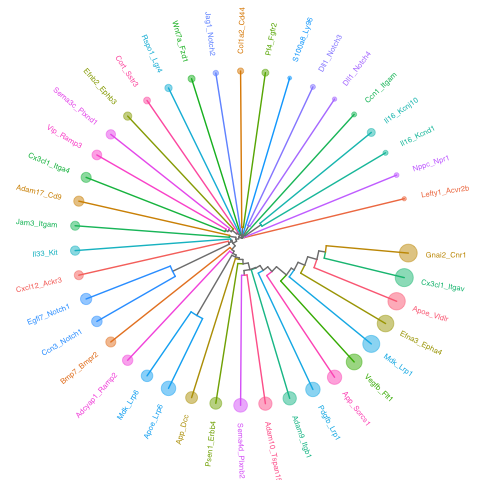 Col1a2_Cd44
Pf4_Fgfr2
S100a8_Ly96
Dll1_Notch3
Dll1_Notch4
Ccn1_Itgam
Il16_Kcnj10
Il16_Kcnd1
Nppc_Npr1
Lefty1_Acvr2b
Gnai2_Cnr1
Cx3cl1_Itgav
Apoe_Vldlr
Efna3_Epha4
Mdk_Lrp1
Vegfb_Flt1
App_Sorcs1
Pdgfb_Lrp1
Adam9_Itgb1
Adam10_Tspan15
Sema4d_Plxnb2
Psen1_Erbb4
App_Dcc
Apoe_Lrp6
Mdk_Lrp6
Adcyap1_Ramp2
Bmp7_Bmpr2
Ccn3_Notch1
Egfl7_Notch1
Cxcl12_Ackr3
Il33_Kit
Jam3_Itgam
Adam17_Cd9
Cx3cl1_Itga4
Vip_Ramp3
Sema3c_Plxnd1
Efnb2_Ephb3
Cort_Sstr3
Rspo1_Lgr4
Wnt7a_Fzd1
Jag1_Notch2